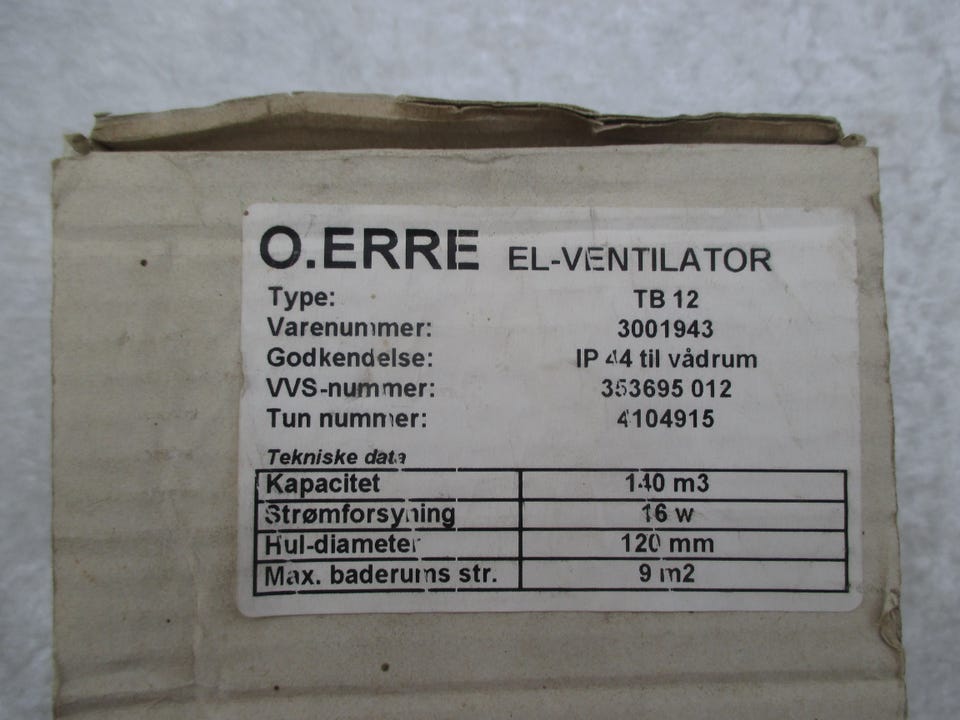 O.ERRE EL-VENTILATOR
Type: TB 12
Varenummer: 3001943
Godkendelse: IP 44 til vådrum
VVS-nummer: 353695 012
Tun nummer: 4104915
Tekniske data
Kapacitet 140 m3
Strømforsyning 16 w
Hul-diameter 120 mm
Max. baderums str. 9 m2